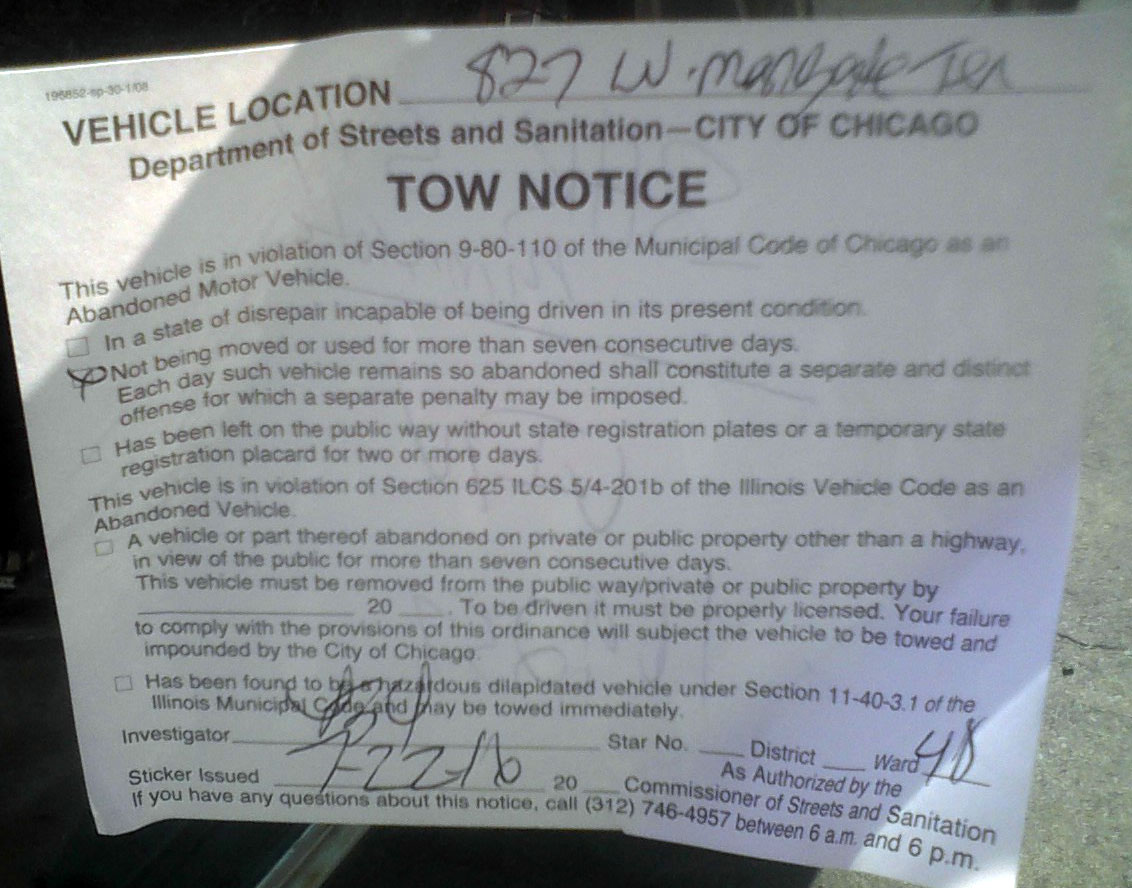 196852-sp-30-1/08
VEHICLE LOCATION 827 W. Margate Ter
Department of Streets and Sanitation—CITY OF CHICAGO
TOW NOTICE
This vehicle is in violation of Section 9-80-110 of the Municipal Code of Chicago as an
Abandoned Motor Vehicle.
In a state of disrepair incapable of being driven in its present condition.
Not being moved or used for more than seven consecutive days.
Each day such vehicle remains so abandoned shall constitute a separate and distinct
offense for which a separate penalty may be imposed.
Has been left on the public way without state registration plates or a temporary state
registration placard for two or more days.
This vehicle is in violation of Section 625 ILCS 5/4-201b of the Illinois Vehicle Code as an
Abandoned Vehicle.
A vehicle or part thereof abandoned on private or public property other than a highway,
in view of the public for more than seven consecutive days.
This vehicle must be removed from the public way/private or public property by
20 . To be driven it must be properly licensed. Your failure
to comply with the provisions of this ordinance will subject the vehicle to be towed and
impounded by the City of Chicago.
Has been found to be a hazardous dilapidated vehicle under Section 11-40-3.1 of the
Illinois Municipal Code and may be towed immediately.
Investigator Star No. District Ward 48
Sticker Issued 7-22-16 20 As Authorized by the
Commissioner of Streets and Sanitation
If you have any questions about this notice, call (312) 746-4957 between 6 a.m. and 6 p.m.